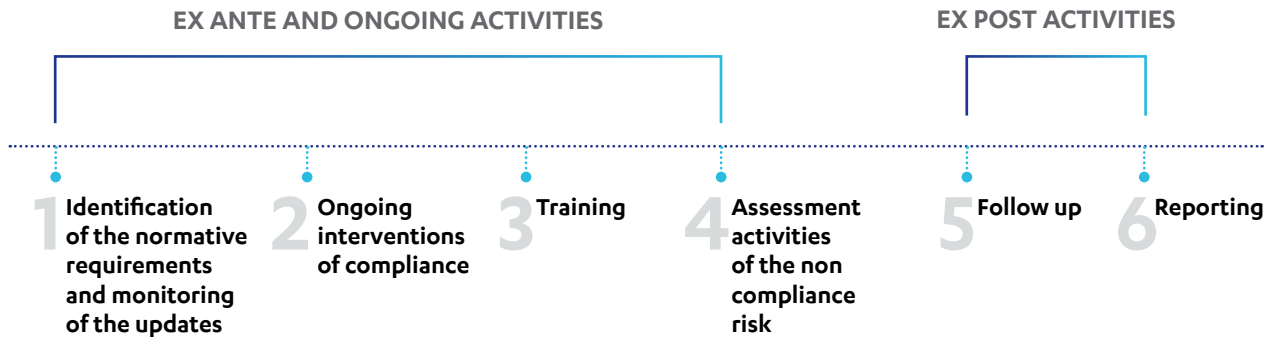 EX ANTE AND ONGOING ACTIVITIES
EX POST ACTIVITIES
1 Identification
of the normative
requirements
and monitoring
of the updates
2 Ongoing
interventions
of compliance
3 Training
4 Assessment
activities
of the non
compliance
risk
5 Follow up
6 Reporting